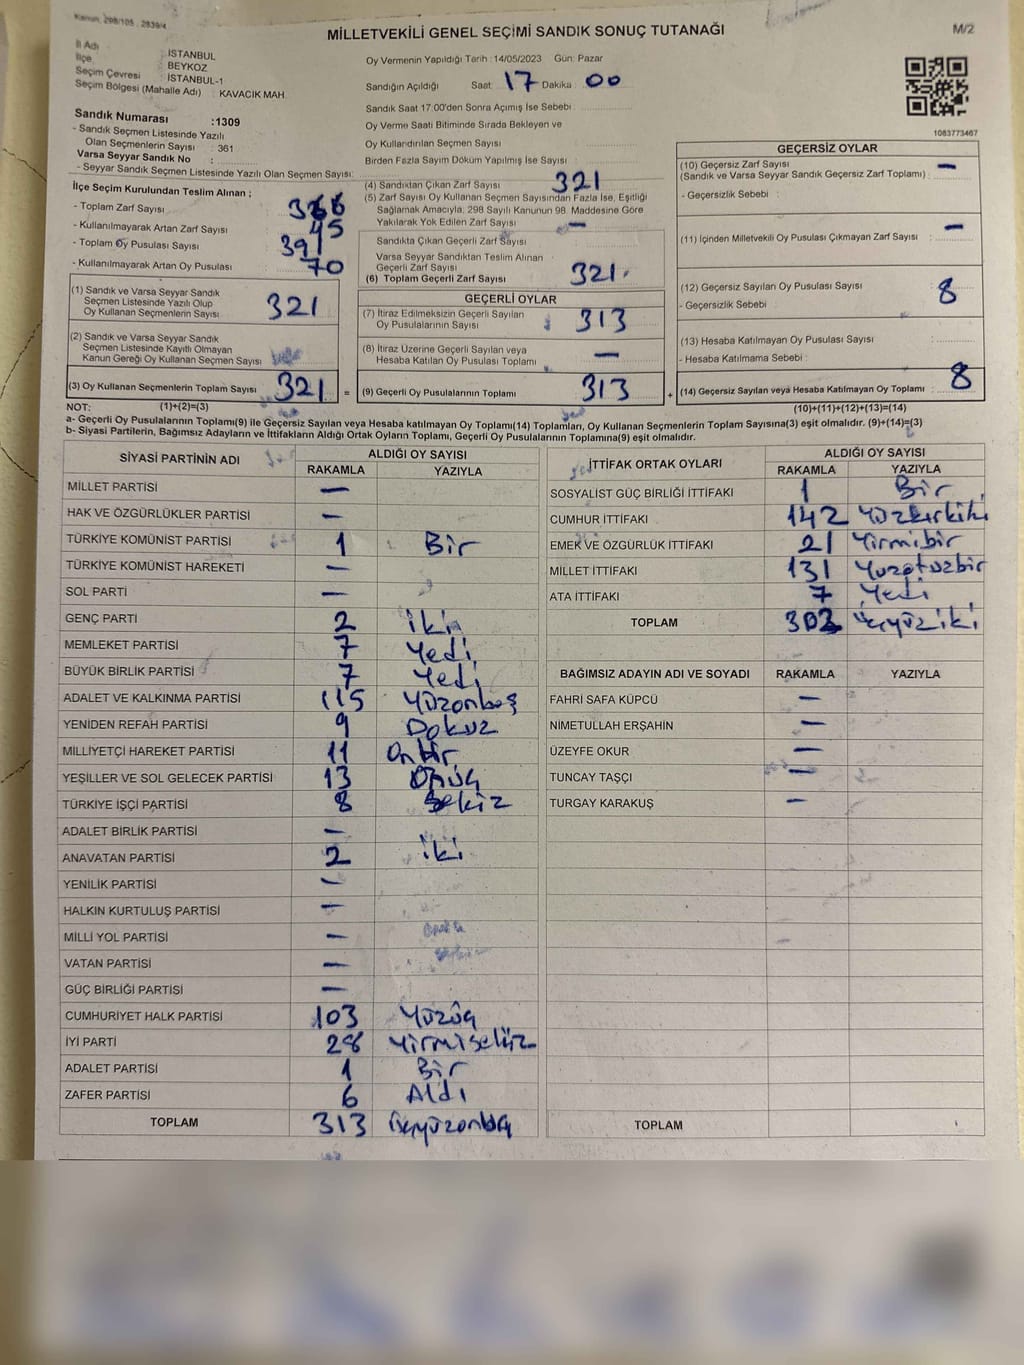 Kanun, 298/105, 2839/4
MİLLETVEKİLİ GENEL SEÇİMİ SANDIK SONUÇ TUTANAĞI
M/2
İl Adı : İSTANBUL
İlçe : BEYKOZ
Seçim Çevresi : İSTANBUL-1
Seçim Bölgesi (Mahalle Adı) : KAVACIK MAH.
Sandık Numarası :1309
- Sandık Seçmen Listesinde Yazılı
Olan Seçmenlerin Sayısı : 361
Varsa Seyyar Sandık No :
- Seyyar Sandık Seçmen Listesinde Yazılı Olan Seçmen Sayısı:
Oy Vermenin Yapıldığı Tarih : 14/05/2023 Gün: Pazar
Sandığın Açıldığı Saat: 17 Dakika : 00
Sandık Saat 17:00'den Sonra Açılmış İse Sebebi :
Oy Verme Saati Bitiminde Sırada Bekleyen ve
Oy Kullandırılan Seçmen Sayısı :
Birden Fazla Sayım Döküm Yapılmış İse Sayısı :
1083773467
İlçe Seçim Kurulundan Teslim Alınan ;
- Toplam Zarf Sayısı : 366
- Kullanılmayarak Artan Zarf Sayısı : 45
- Toplam Oy Pusulası Sayısı : 391
- Kullanılmayarak Artan Oy Pusulası : 70
(1) Sandık ve Varsa Seyyar Sandık
Seçmen Listesinde Yazılı Olup
Oy Kullanan Seçmenlerin Sayısı : 321
(2) Sandık ve Varsa Seyyar Sandık
Seçmen Listesinde Kayıtlı Olmayan
Kanun Gereği Oy Kullanan Seçmen Sayısı
(3) Oy Kullanan Seçmenlerin Toplam Sayısı : 321 =
(4) Sandıktan Çıkan Zarf Sayısı : 321
(5) Zarf Sayısı Oy Kullanan Seçmen Sayısından Fazla İse, Eşitliği
Sağlamak Amacıyla, 298 Sayılı Kanunun 98. Maddesine Göre
Yakılarak Yok Edilen Zarf Sayısı : —
Sandıkta Çıkan Geçerli Zarf Sayısı
Varsa Seyyar Sandıktan Teslim Alınan
Geçerli Zarf Sayısı
(6) Toplam Geçerli Zarf Sayısı : 321
GEÇERLİ OYLAR
(7) İtiraz Edilmeksizin Geçerli Sayılan
Oy Pusulalarının Sayısı : 313
(8) İtiraz Üzerine Geçerli Sayılan veya
Hesaba Katılan Oy Pusulası Toplamı : —
(9) Geçerli Oy Pusulalarının Toplamı : 313 +
GEÇERSİZ OYLAR
(10) Geçersiz Zarf Sayısı —
(Sandık ve Varsa Seyyar Sandık Geçersiz Zarf Toplamı) :
- Geçersizlik Sebebi :
(11) İçinden Milletvekili Oy Pusulası Çıkmayan Zarf Sayısı : —
(12) Geçersiz Sayılan Oy Pusulası Sayısı : 8
- Geçersizlik Sebebi :
(13) Hesaba Katılmayan Oy Pusulası Sayısı :
- Hesaba Katılmama Sebebi :
(14) Geçersiz Sayılan veya Hesaba Katılmayan Oy Toplamı : 8
NOT: (1)+(2)=(3) (10)+(11)+(12)+(13)=(14)
a- Geçerli Oy Pusulalarının Toplamı(9) ile Geçersiz Sayılan veya Hesaba katılmayan Oy Toplamı(14) Toplamları, Oy Kullanan Seçmenlerin Toplam Sayısına(3) eşit olmalıdır. (9)+(14)=(3)
b- Siyasi Partilerin, Bağımsız Adayların ve İttifakların Aldığı Ortak Oyların Toplamı, Geçerli Oy Pusulalarının Toplamına(9) eşit olmalıdır.
SİYASİ PARTİNİN ADI ALDIĞI OY SAYISI
RAKAMLA YAZIYLA
MİLLET PARTİSİ —
HAK VE ÖZGÜRLÜKLER PARTİSİ —
TÜRKİYE KOMÜNİST PARTİSİ 1 Bir
TÜRKİYE KOMÜNİST HAREKETİ —
SOL PARTİ —
GENÇ PARTİ 2 iki
MEMLEKET PARTİSİ 7 Yedi
BÜYÜK BİRLİK PARTİSİ 7 Yedi
ADALET VE KALKINMA PARTİSİ 115 Yüzonbeş
YENİDEN REFAH PARTİSİ 9 Dokuz
MİLLİYETÇİ HAREKET PARTİSİ 11 Onbir
YEŞİLLER VE SOL GELECEK PARTİSİ 13 Onüç
TÜRKİYE İŞÇİ PARTİSİ 8 Sekiz
ADALET BİRLİK PARTİSİ —
ANAVATAN PARTİSİ 2 iki
YENİLİK PARTİSİ —
HALKIN KURTULUŞ PARTİSİ —
MİLLİ YOL PARTİSİ —
VATAN PARTİSİ —
GÜÇ BİRLİĞİ PARTİSİ —
CUMHURİYET HALK PARTİSİ 103 Yüzüç
İYİ PARTİ 28 Yirmisekiz
ADALET PARTİSİ 1 Bir
ZAFER PARTİSİ 6 Aldı
TOPLAM 313
İTTİFAK ORTAK OYLARI ALDIĞI OY SAYISI
RAKAMLA YAZIYLA
SOSYALİST GÜÇ BİRLİĞİ İTTİFAKI 1 Bir
CUMHUR İTTİFAKI 142 Yüzkırkiki
EMEK VE ÖZGÜRLÜK İTTİFAKI 21 Yirmibir
MİLLET İTTİFAKI 131 Yüzotuzbir
ATA İTTİFAKI 7 Yedi
TOPLAM 302 Üçyüziki
BAĞIMSIZ ADAYIN ADI VE SOYADI RAKAMLA YAZIYLA
FAHRİ SAFA KÜPCÜ —
NİMETULLAH ERŞAHİN —
ÜZEYFE OKUR —
TUNCAY TAŞÇI —
TURGAY KARAKUŞ —
TOPLAM